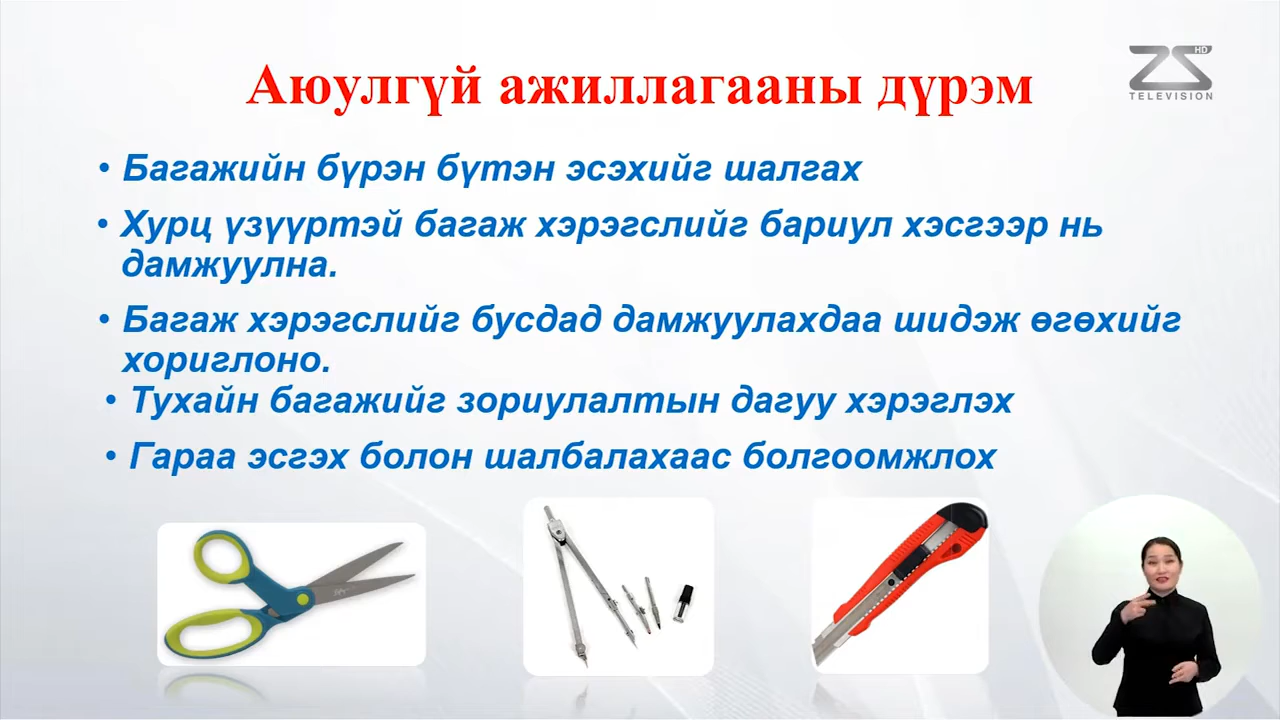 Аюулгүй ажиллагааны дүрэм
ZS HD
TELEVISION
• Багажийн бүрэн бүтэн эсэхийг шалгах
• Хурц үзүүртэй багаж хэрэгслийг бариул хэсгээр нь
дамжуулна.
• Багаж хэрэгслийг бусдад дамжуулахдаа шидэж өгөхийг
хориглоно.
• Тухайн багажийг зориулалтын дагуу хэрэглэх
• Гараа эсгэх болон шалбалахаас болгоомжлох